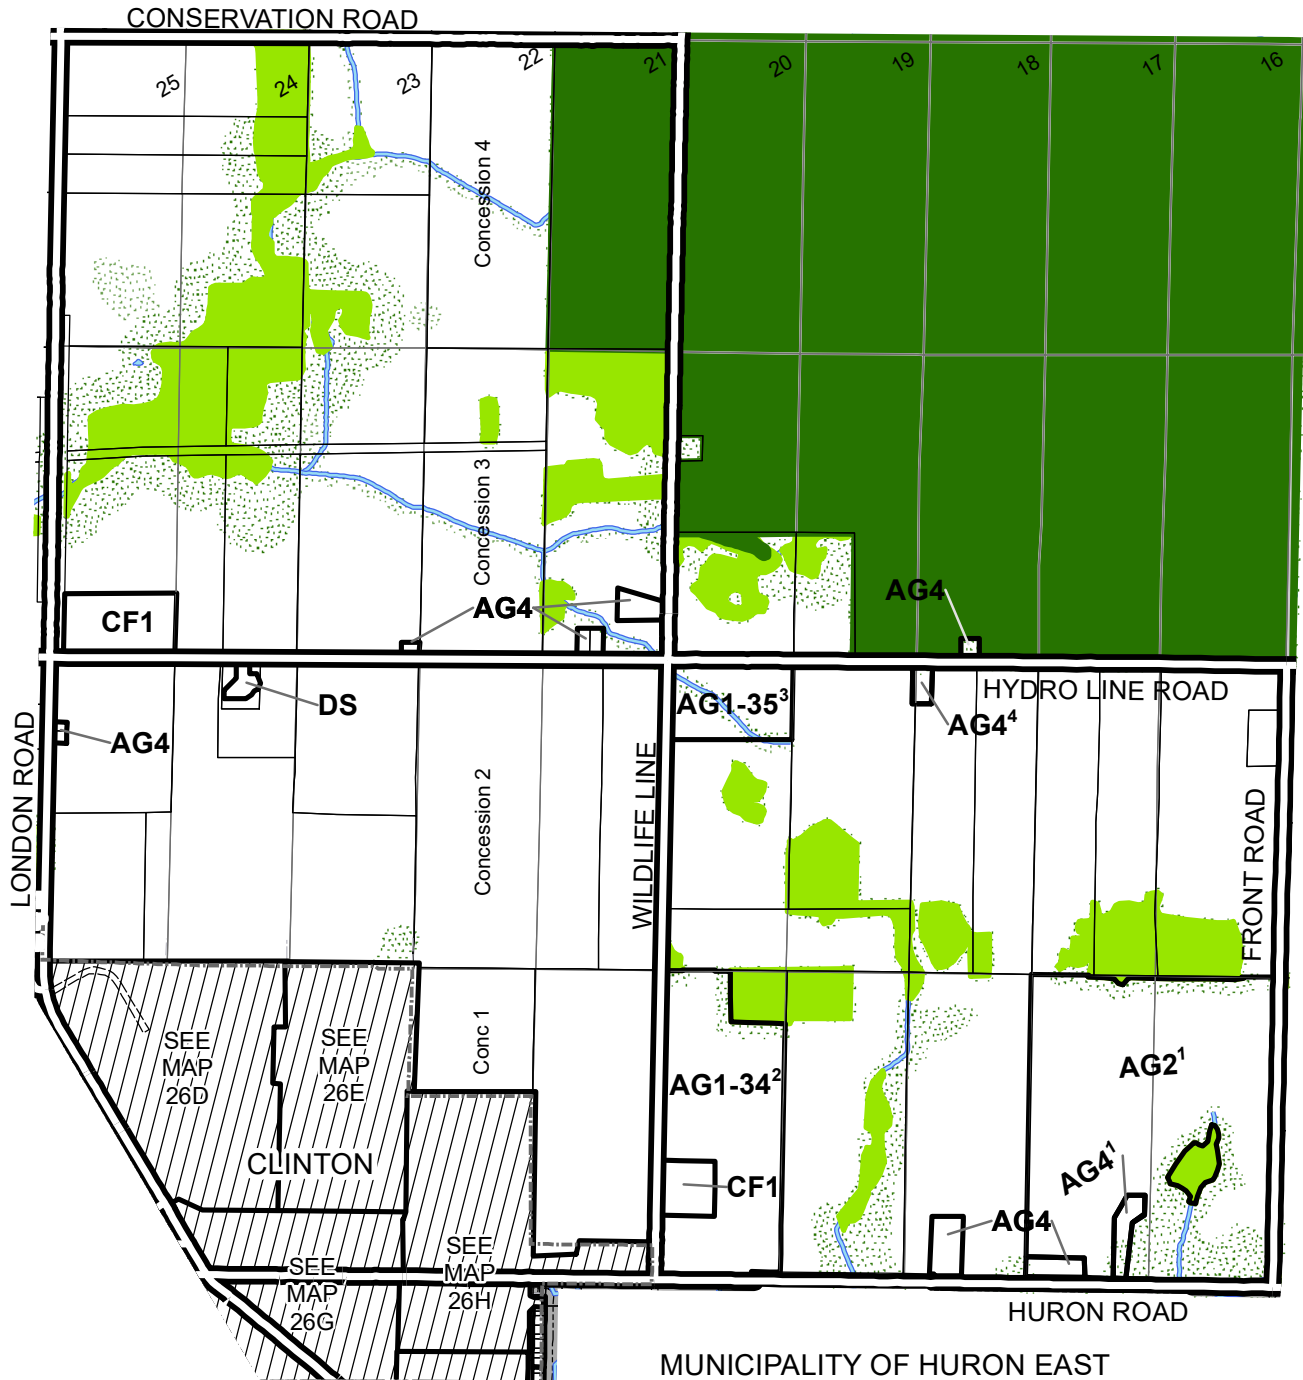 CONSERVATION ROAD
25
24
23
22
21
20
19
18
17
16
Concession 4
Concession 3
CF1
AG4
AG4
DS
AG4
AG1-35³
AG4⁴
HYDRO LINE ROAD
LONDON ROAD
Concession 2
WILDLIFE LINE
FRONT ROAD
SEE
MAP
26D
SEE
MAP
26E
Conc 1
AG1-34²
AG2¹
CLINTON
CF1
AG4¹
AG4
SEE
MAP
26G
SEE
MAP
26H
HURON ROAD
MUNICIPALITY OF HURON EAST